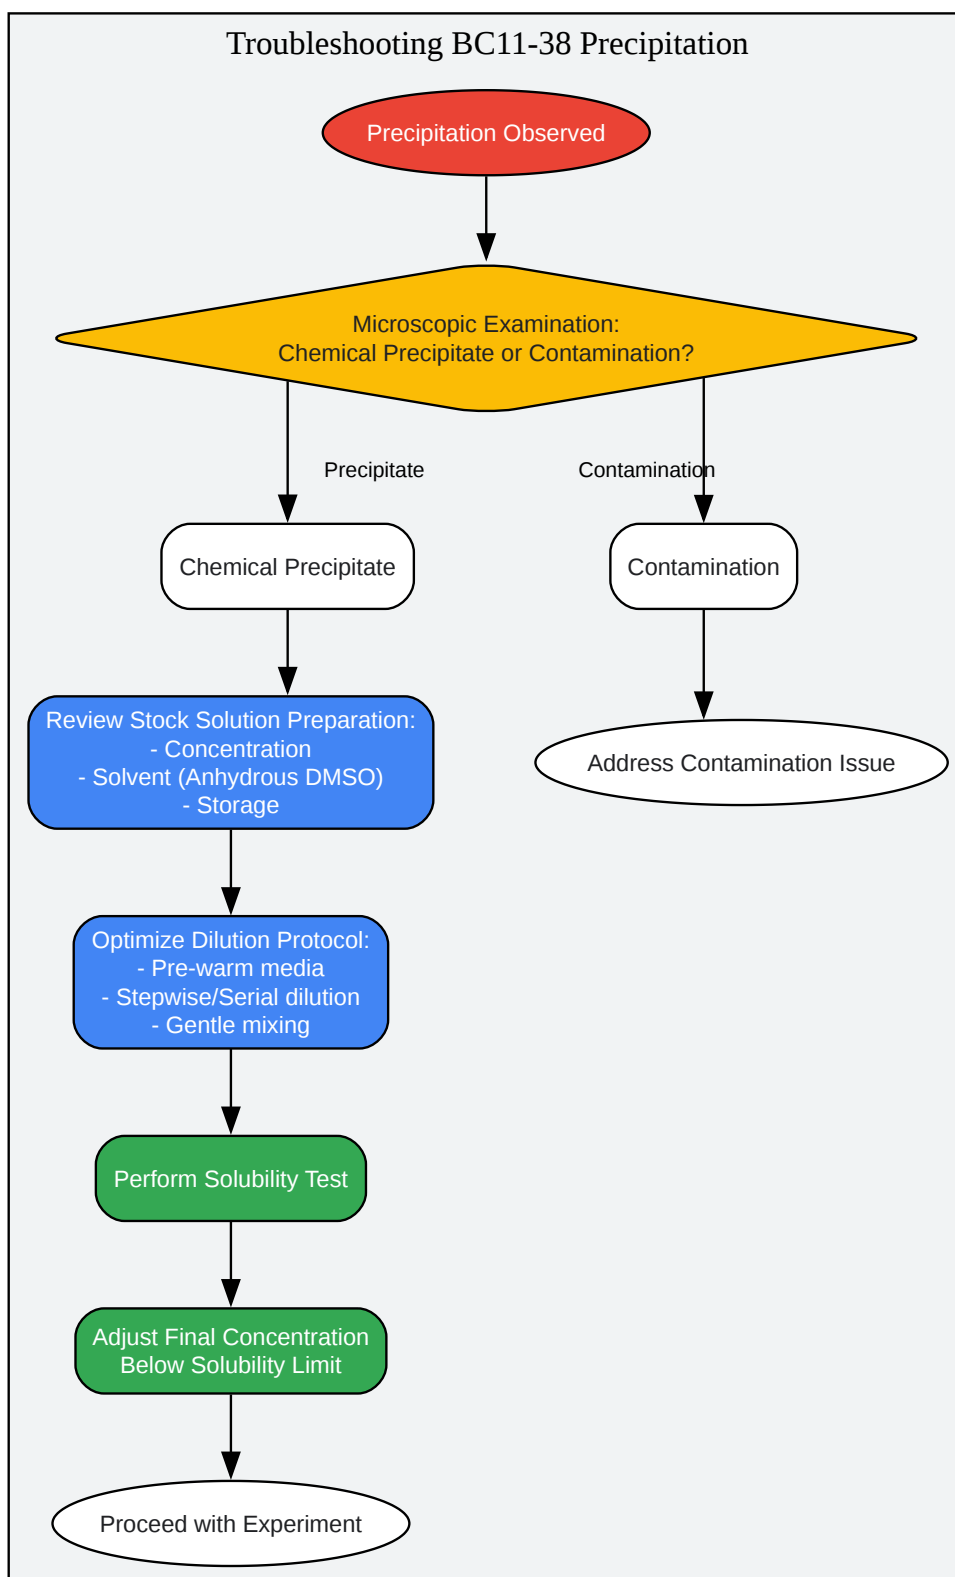 Troubleshooting BC11-38 Precipitation
Precipitation Observed
Microscopic Examination:
Chemical Precipitate or Contamination?
Precipitate
Contamination
Chemical Precipitate
Contamination
Review Stock Solution Preparation:
- Concentration
- Solvent (Anhydrous DMSO)
- Storage
Address Contamination Issue
Optimize Dilution Protocol:
- Pre-warm media
- Stepwise/Serial dilution
- Gentle mixing
Perform Solubility Test
Adjust Final Concentration
Below Solubility Limit
Proceed with Experiment